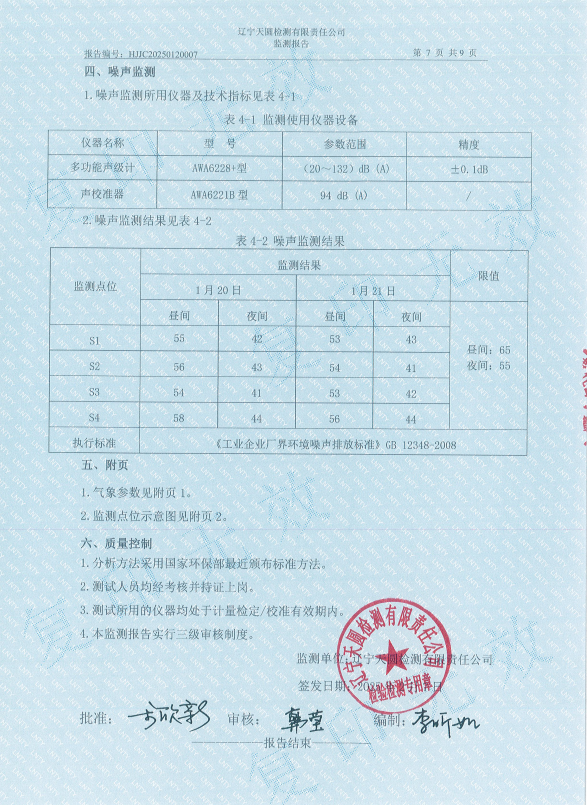 辽宁天圆检测有限责任公司
监测报告
报告编号：HJJC20250120007 第 7 页 共 9 页
四、噪声监测
1.噪声监测所用仪器及技术指标见表 4-1
表 4-1 监测使用仪器设备
仪器名称 型 号 参数范围 精度
多功能声级计 AWA6228+型 （20～132）dB（A） ±0.1dB
声校准器 AWA6221B 型 94 dB（A） /
2.噪声监测结果见表 4-2
表 4-2 噪声监测结果
监测点位 监测结果 限值
1 月 20 日 1 月 21 日
昼间 夜间 昼间 夜间
S1 55 42 53 43
S2 56 43 54 41
S3 54 41 53 42
S4 58 44 56 44
昼间：65
夜间：55
执行标准 《工业企业厂界环境噪声排放标准》GB 12348-2008
五、附页
1.气象参数见附页 1。
2.监测点位示意图见附页 2。
六、质量控制
1.分析方法采用国家环保部最近颁布标准方法。
2.测试人员均经考核并持证上岗。
3.测试所用的仪器均处于计量检定/校准有效期内。
4.本监测报告实行三级审核制度。
监测单位：辽宁天圆检测有限责任公司
签发日期：
日
辽宁天圆检测有限责任公司
检验检测专用章
批准： 审核： 编制：
报告结束
复印无效
复印无效
复印无效